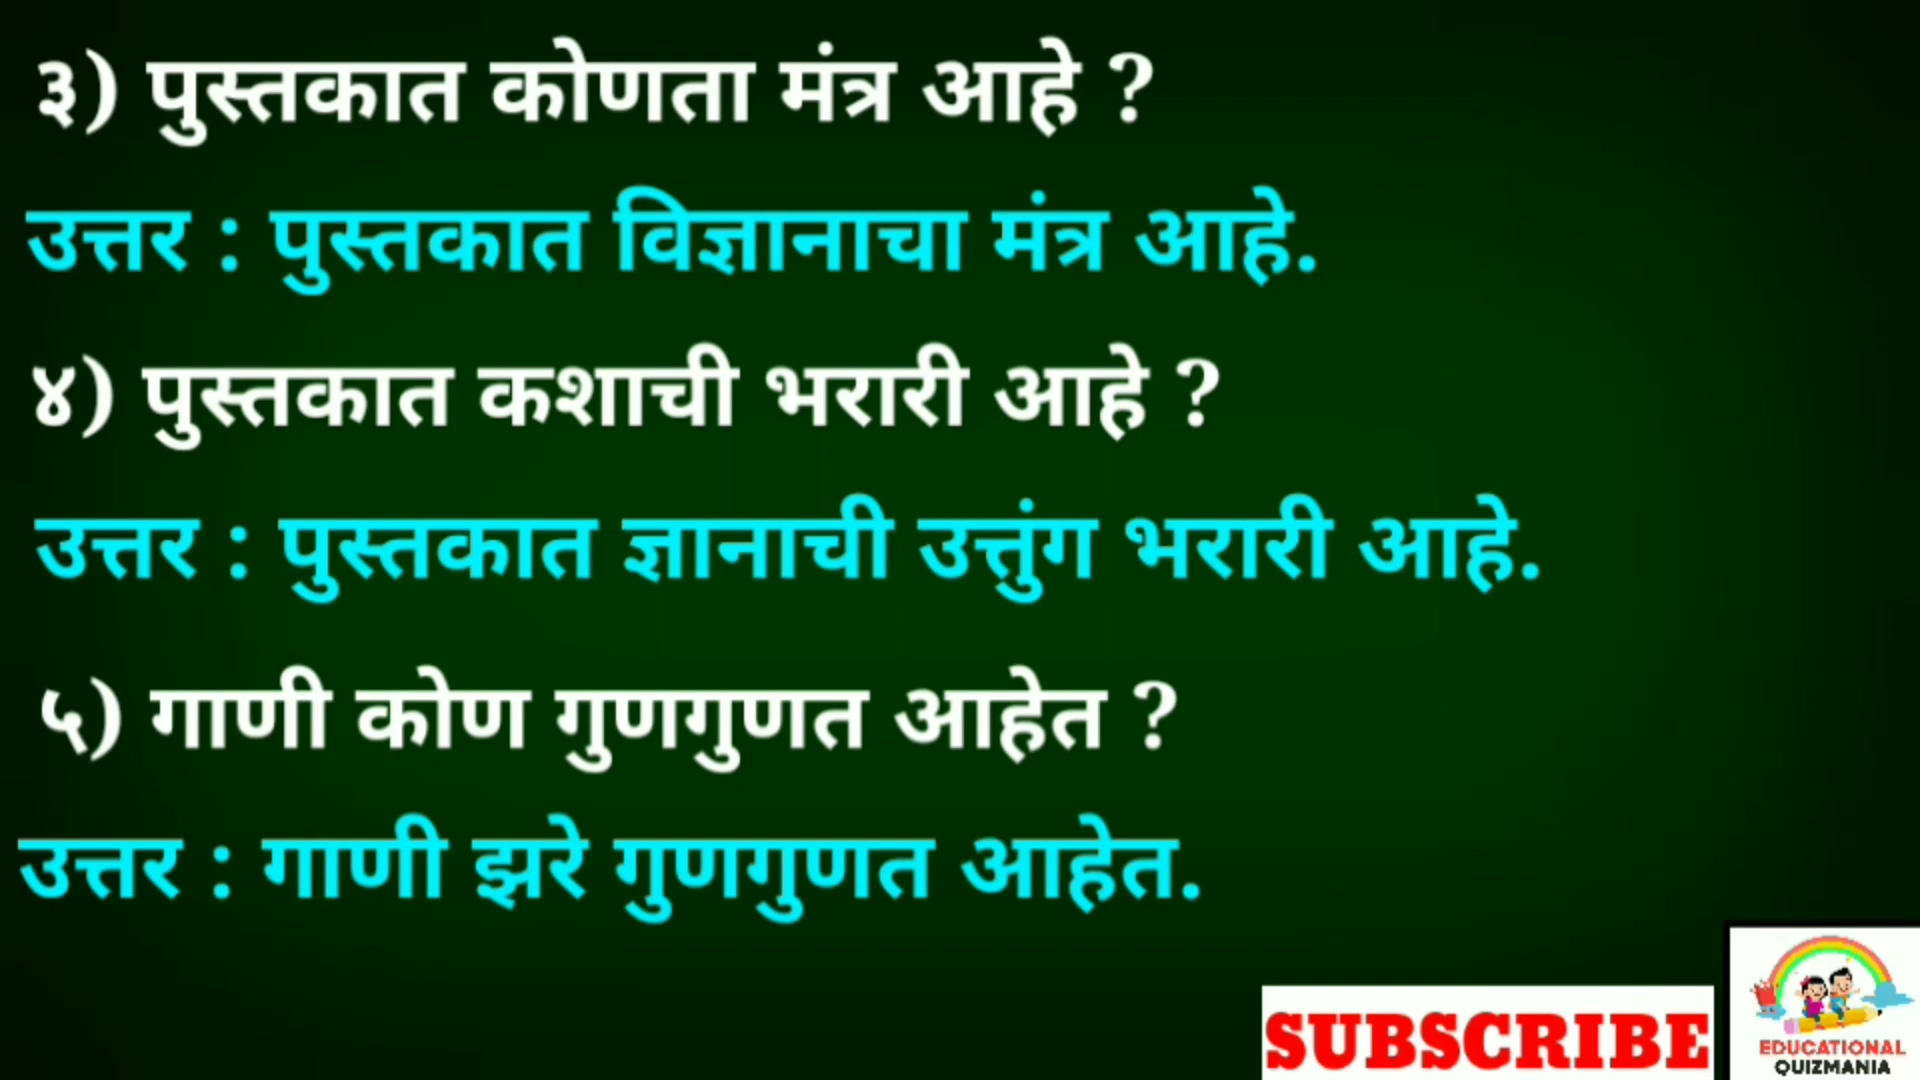 ३) पुस्तकात कोणता मंत्र आहे ?
उत्तर : पुस्तकात विज्ञानाचा मंत्र आहे.
४) पुस्तकात कशाची भरारी आहे ?
उत्तर : पुस्तकात ज्ञानाची उत्तुंग भरारी आहे.
५) गाणी कोण गुणगुणत आहेत ?
उत्तर : गाणी झरे गुणगुणत आहेत.
SUBSCRIBE
EDUCATIONAL
QUIZMANIA